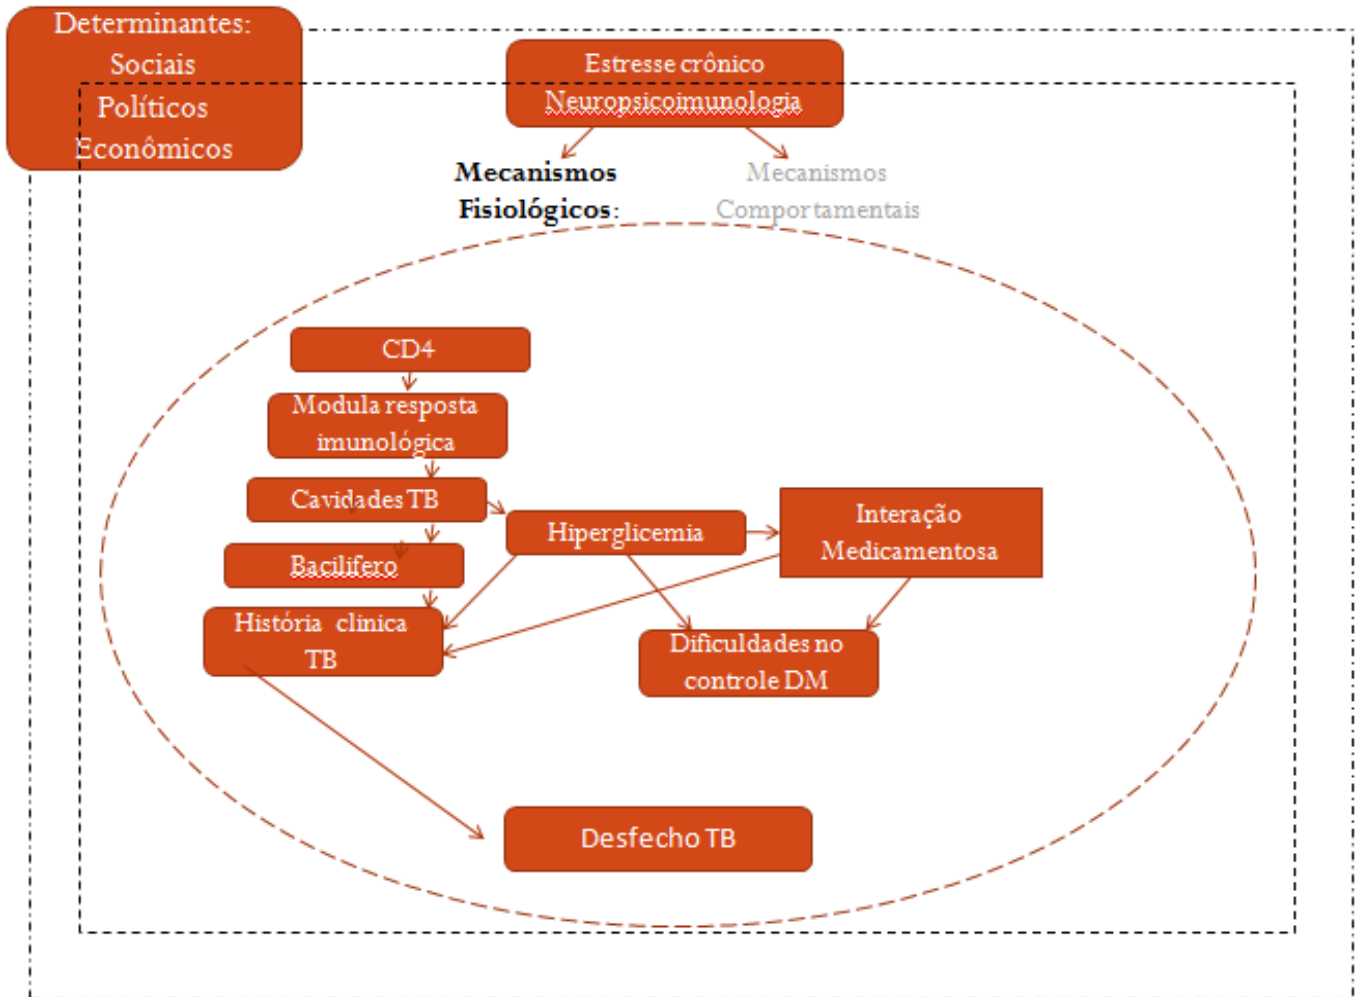 Determinantes:
Sociais
Políticos
Econômicos
Estresse crônico
Neuropsicoimunologia
Mecanismos
Fisiológicos:
Mecanismos
Comportamentais
CD4
Modula resposta
imunológica
Cavidades TB
Hiperglicemia
Interação
Medicamentosa
Bacilifero
História clinica
TB
Dificuldades no
controle DM
Desfecho TB